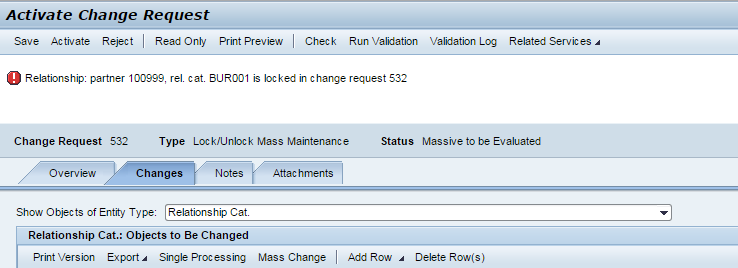 Activate Change Request
Save Activate Reject Read Only Print Preview Check Run Validation Validation Log Related Services
Relationship: partner 100999, rel. cat. BUR001 is locked in change request 532
Change Request 532 Type Lock/Unlock Mass Maintenance Status Massive to be Evaluated
Overview Changes Notes Attachments
Show Objects of Entity Type: Relationship Cat.
Relationship Cat.: Objects to Be Changed
Print Version Export Single Processing Mass Change Add Row Delete Row(s)